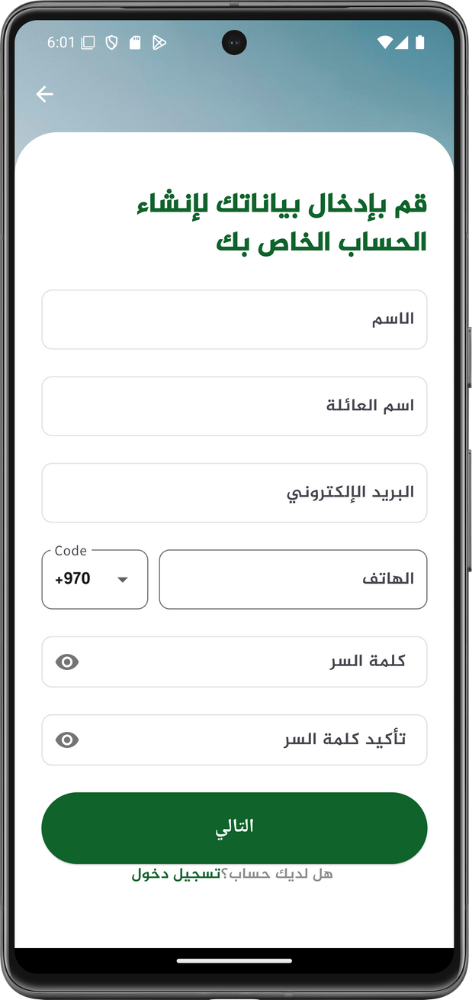 6:01
قم بإدخال بياناتك لإنشاء
الحساب الخاص بك
الاسم
اسم العائلة
البريد الإلكتروني
الهاتف
Code
+970
كلمة السر
تأكيد كلمة السر
التالي
هل لديك حساب؟تسجيل دخول